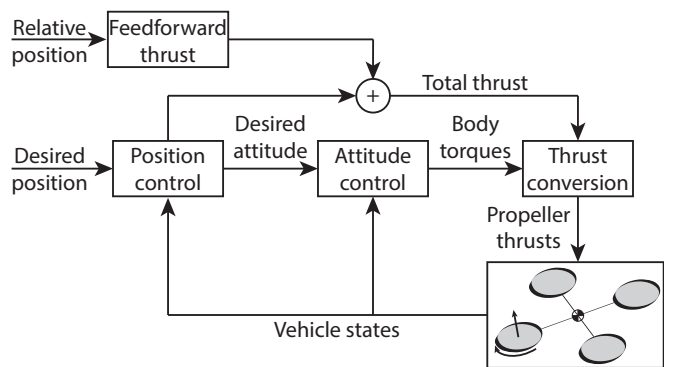 Relative
position
Feedforward
thrust
+
Total thrust
Desired
position
Position
control
Desired
attitude
Attitude
control
Body
torques
Thrust
conversion
Propeller
thrusts
Vehicle states